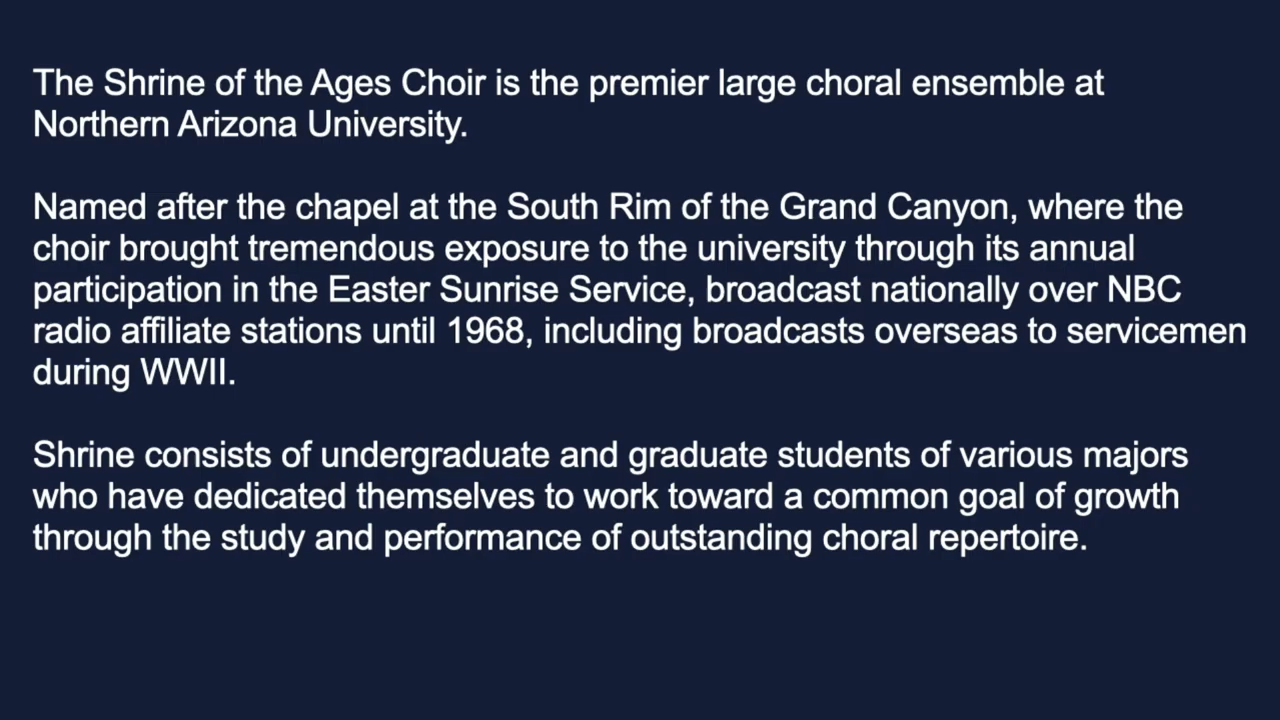 The Shrine of the Ages Choir is the premier large choral ensemble at
Northern Arizona University.
Named after the chapel at the South Rim of the Grand Canyon, where the
choir brought tremendous exposure to the university through its annual
participation in the Easter Sunrise Service, broadcast nationally over NBC
radio affiliate stations until 1968, including broadcasts overseas to servicemen
during WWII.
Shrine consists of undergraduate and graduate students of various majors
who have dedicated themselves to work toward a common goal of growth
through the study and performance of outstanding choral repertoire.